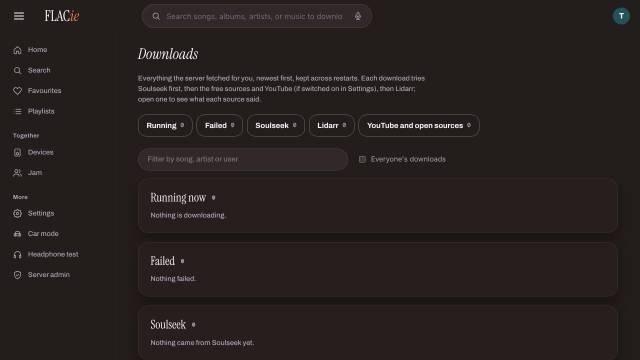 FLACie
Search songs, albums, artists, or music to downlo
T
Home
Search
Favourites
Playlists
Together
Devices
Jam
More
Settings
Car mode
Headphone test
Server admin
Downloads
Everything the server fetched for you, newest first, kept across restarts. Each download tries
Soulseek first, then the free sources and YouTube (if switched on in Settings), then Lidarr;
open one to see what each source said.
Running 0
Failed 0
Soulseek 0
Lidarr 0
YouTube and open sources 0
Filter by song, artist or user
Everyone's downloads
Running now 0
Nothing is downloading.
Failed 0
Nothing failed.
Soulseek 0
Nothing came from Soulseek yet.